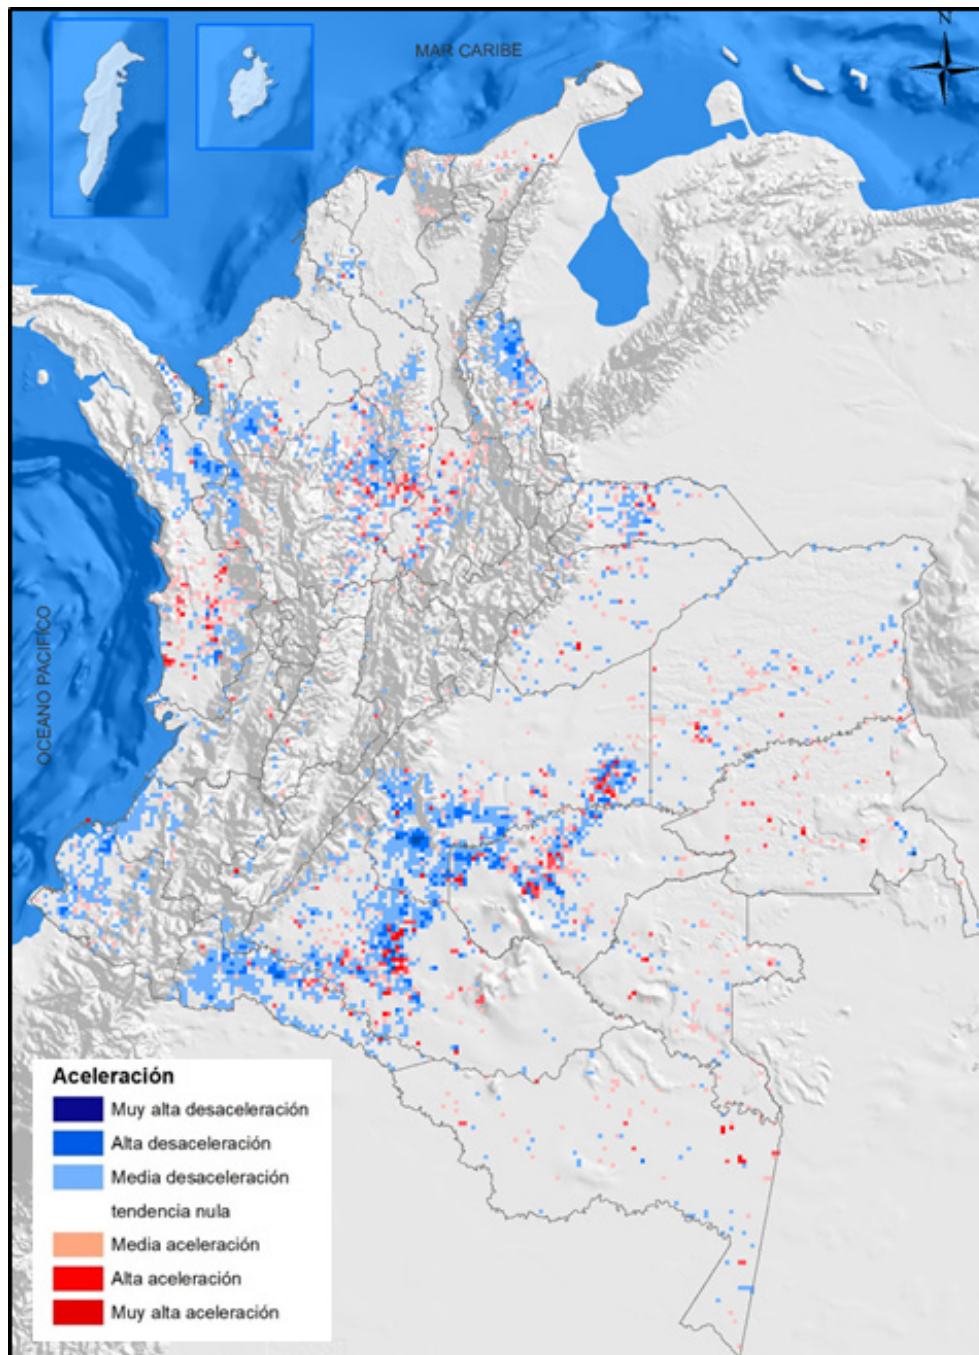 N
MAR CARIBE
OCEANO PACIFICO
Aceleración
Muy alta desaceleración
Alta desaceleración
Media desaceleración
tendencia nula
Media aceleración
Alta aceleración
Muy alta aceleración